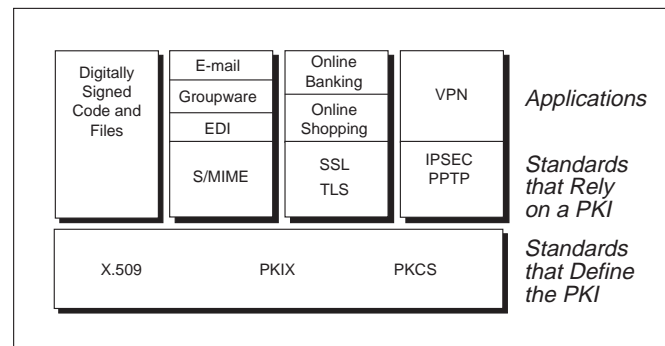 Digitally
Signed
Code and
Files
E-mail
Groupware
EDI
S/MIME
Online
Banking
Online
Shopping
SSL
TLS
VPN
IPSEC
PPTP
Applications
Standards
that Rely
on a PKI
X.509 PKIX PKCS
Standards
that Define
the PKI